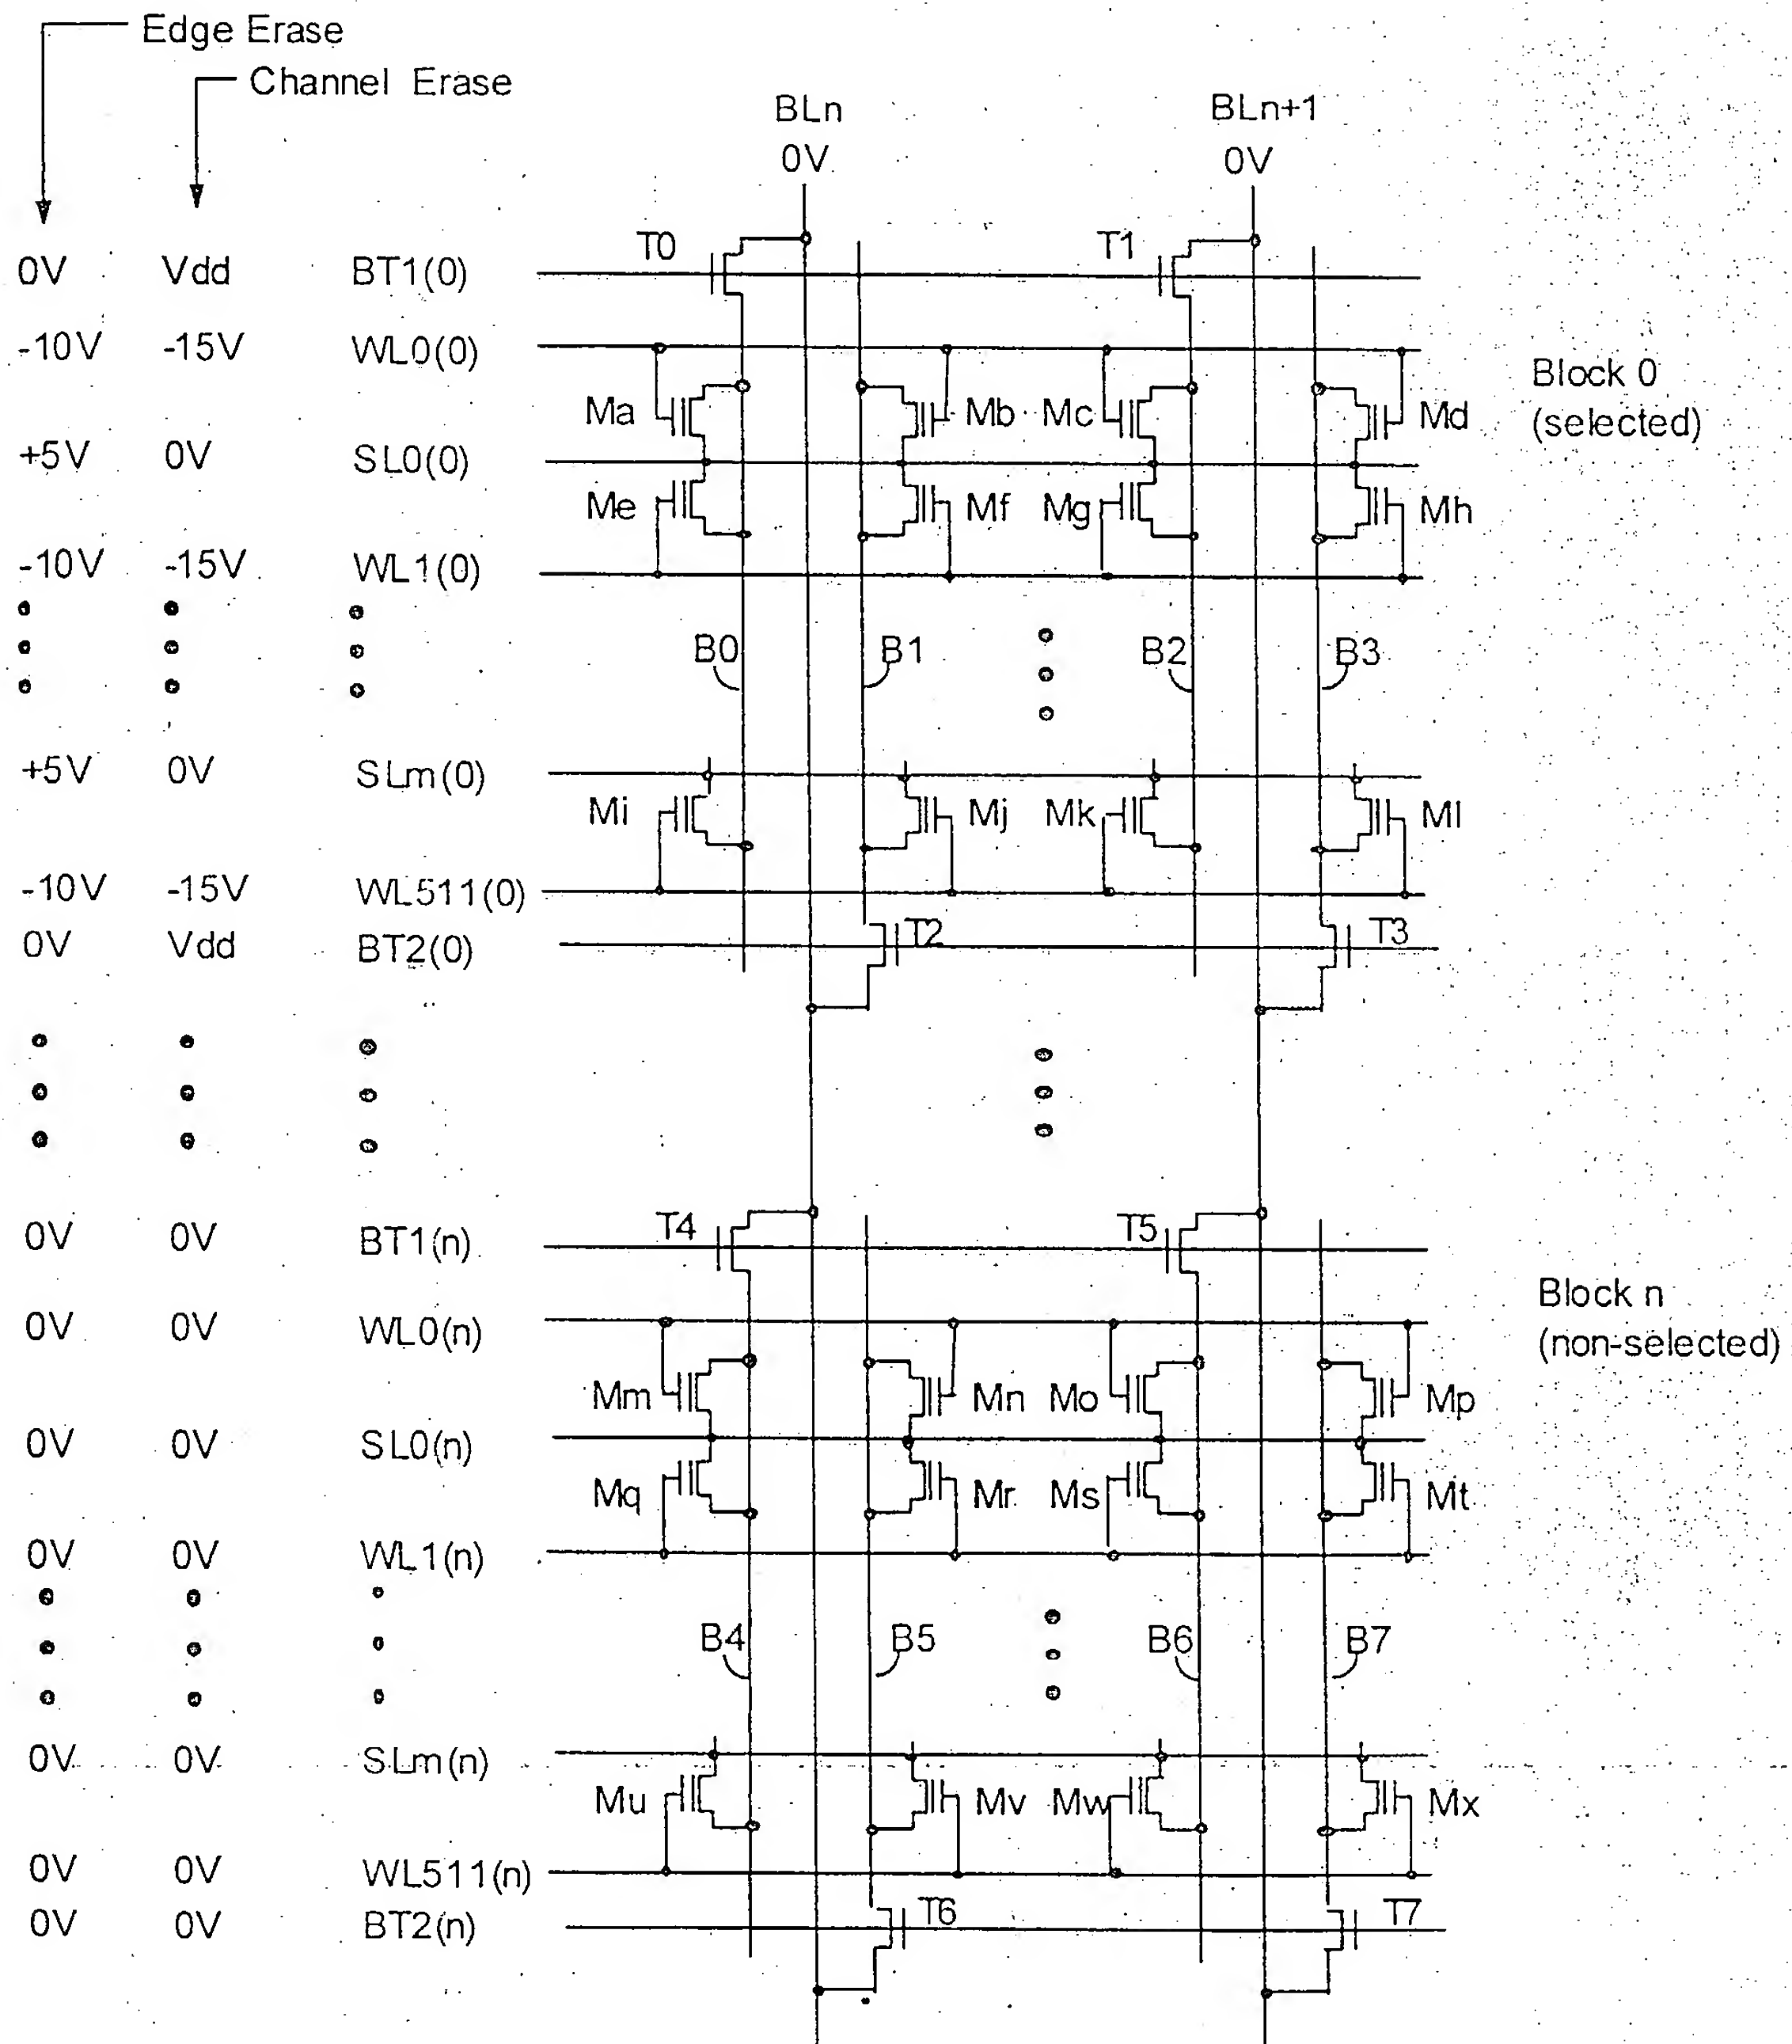 Edge Erase
Channel Erase
BLn
0V
BLn+1
0V
T0
T1
0V Vdd BT1(0)
-10V -15V WL0(0)
Block 0
(selected)
Ma Mb Mc Md
+5V 0V SL0(0)
Me Mf Mg Mh
-10V -15V WL1(0)
B0 B1 B2 B3
+5V 0V SLm(0)
Mi Mj Mk Ml
-10V -15V WL511(0)
0V Vdd BT2(0)
T2 T3
T4 T5
0V 0V BT1(n)
Block n
(non-selected)
0V 0V WL0(n)
Mm Mn Mo Mp
0V 0V SL0(n)
Mq Mr Ms Mt
0V 0V WL1(n)
B4 B5 B6 B7
0V 0V SLm(n)
Mu Mv Mw Mx
0V 0V WL511(n)
0V 0V BT2(n)
T6 T7